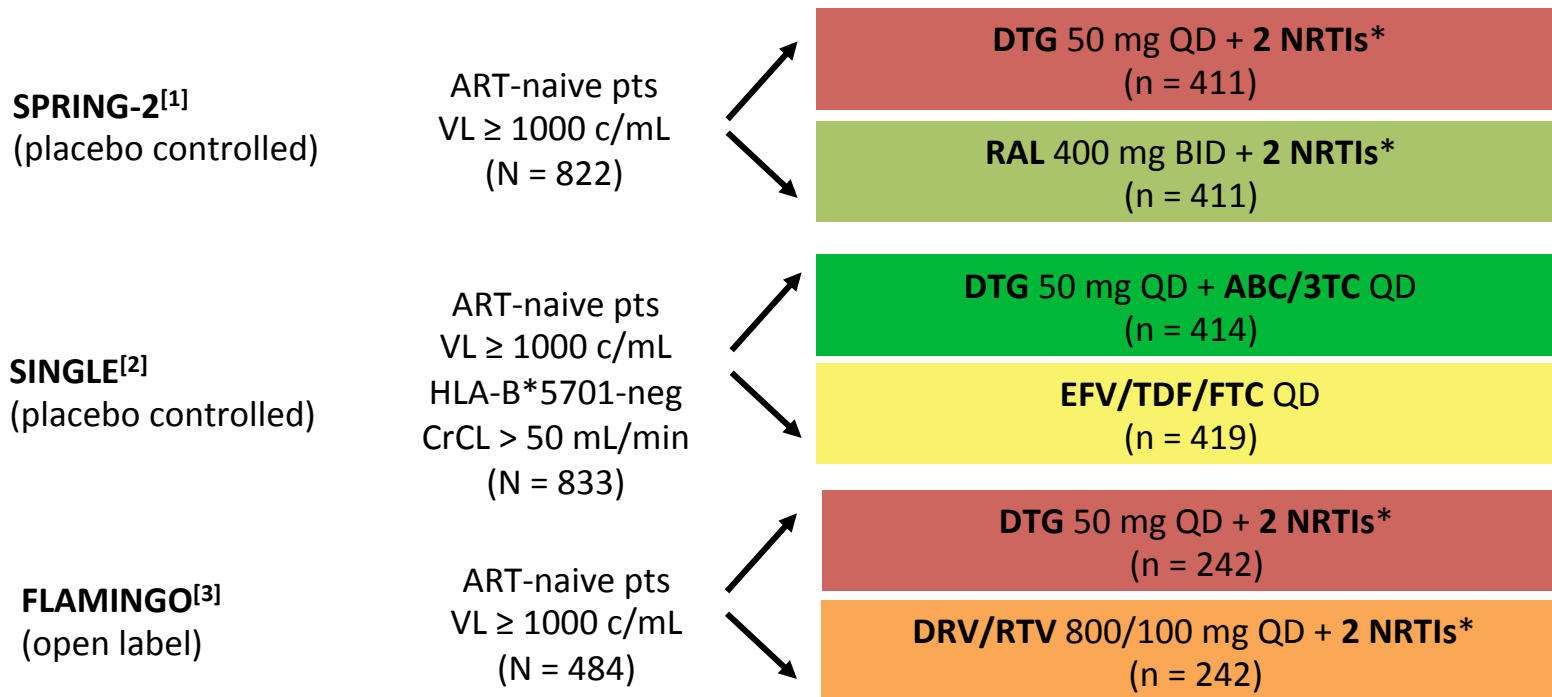 SPRING-2[1]
(placebo controlled)
ART-naive pts
VL ≥ 1000 c/mL
(N = 822)
DTG 50 mg QD + 2 NRTIs*
(n = 411)
RAL 400 mg BID + 2 NRTIs*
(n = 411)
SINGLE[2]
(placebo controlled)
ART-naive pts
VL ≥ 1000 c/mL
HLA-B*5701-neg
CrCL > 50 mL/min
(N = 833)
DTG 50 mg QD + ABC/3TC QD
(n = 414)
EFV/TDF/FTC QD
(n = 419)
FLAMINGO[3]
(open label)
ART-naive pts
VL ≥ 1000 c/mL
(N = 484)
DTG 50 mg QD + 2 NRTIs*
(n = 242)
DRV/RTV 800/100 mg QD + 2 NRTIs*
(n = 242)